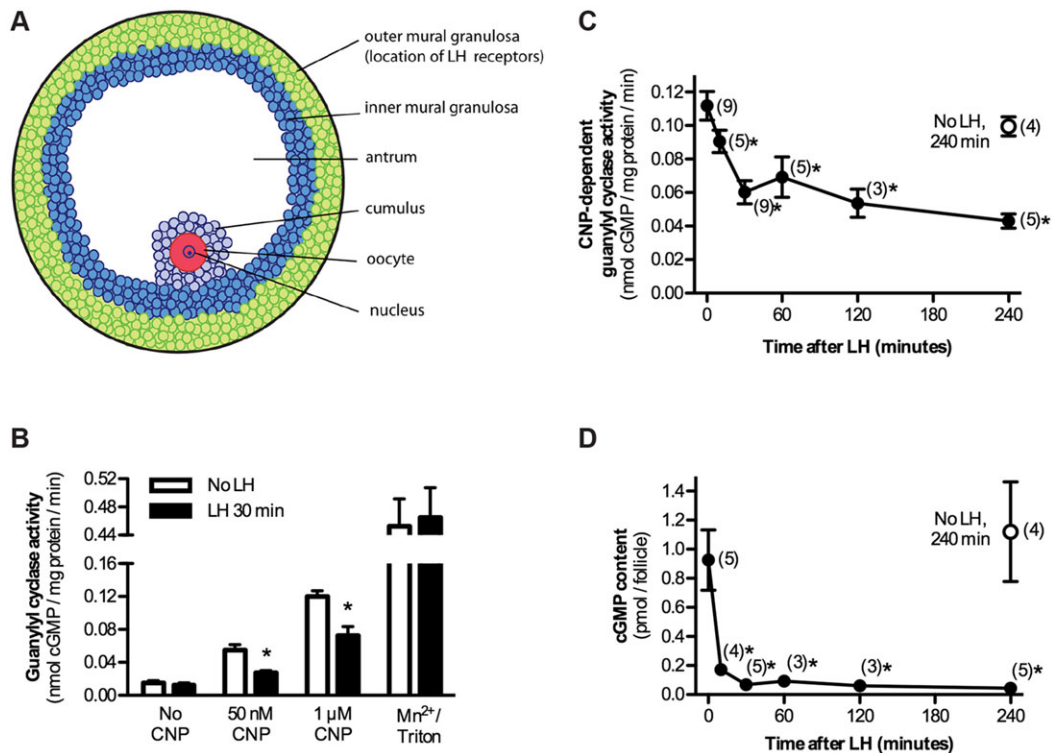 A
outer mural granulosa
(location of LH receptors)
inner mural granulosa
antrum
cumulus
oocyte
nucleus
B
Guanylyl cyclase activity
(nmol cGMP / mg protein / min)
0.52
0.48
0.44
0.16
0.12
0.08
0.04
0.00
No LH
LH 30 min
*
*
No
CNP
50 nM
CNP
1 µM
CNP
Mn²⁺/
Triton
C
CNP-dependent
guanylyl cyclase activity
(nmol cGMP / mg protein / min)
0.12
0.10
0.08
0.06
0.04
0.02
0.00
(9)
(5)*
(9)*
(5)*
(3)*
(5)*
No LH,
240 min
(4)
0 60 120 180 240
Time after LH (minutes)
D
cGMP content
(pmol / follicle)
1.4
1.2
1.0
0.8
0.6
0.4
0.2
0.0
(5)
(4)*
(5)*
(3)*
(3)*
(5)*
No LH,
240 min
(4)
0 60 120 180 240
Time after LH (minutes)